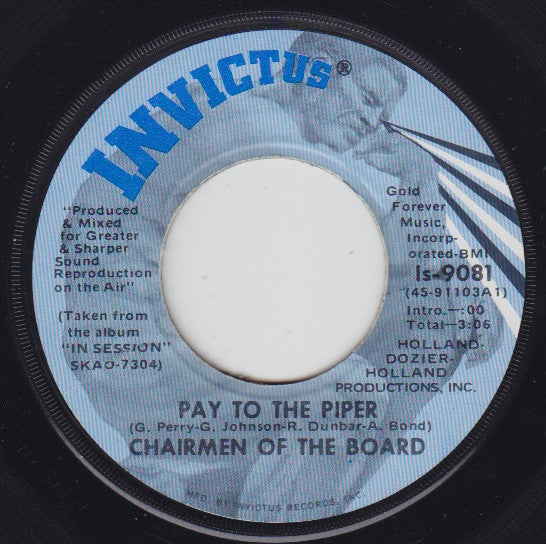 INVICTUS®
"Produced
& Mixed
for Greater
& Sharper
Sound
Reproduction
on the Air"
(Taken from
the album
"IN SESSION"
SKAO-7304)
Gold
Forever
Music,
Incorp-
orated-BMI
Is-9081
(45-91103A1)
Intro.—:00
Total—3:06
HOLLAND-
DOZIER-
HOLLAND
PRODUCTIONS, INC.
PAY TO THE PIPER
(G. Perry-G. Johnson-R. Dunbar-A. Bond)
CHAIRMEN OF THE BOARD
MFD. BY INVICTUS RECORDS, INC.